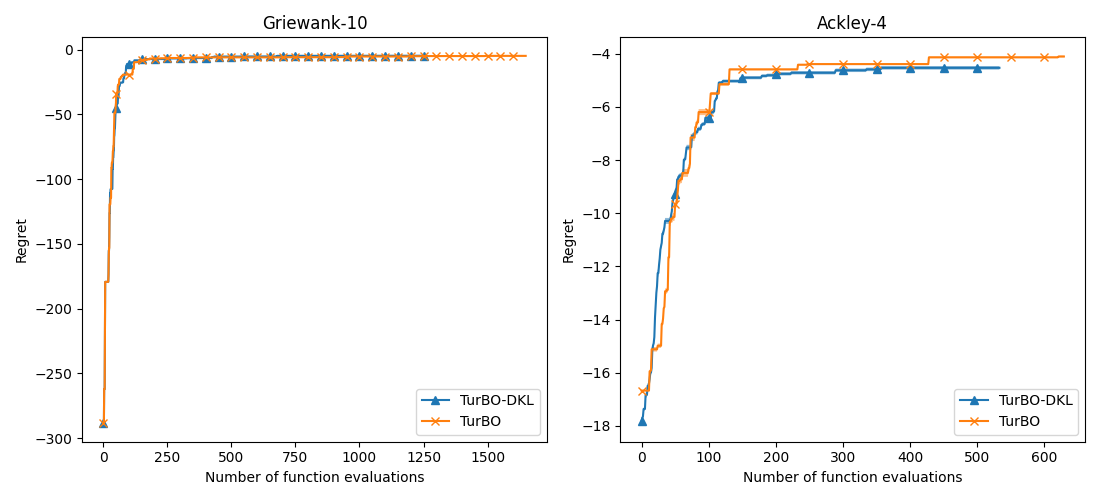 Griewank-10
0
−50
−100
−150
−200
−250
−300
Regret
0 250 500 750 1000 1250 1500
Number of function evaluations
TurBO-DKL
TurBO
Ackley-4
−4
−6
−8
−10
−12
−14
−16
−18
Regret
0 100 200 300 400 500 600
Number of function evaluations
TurBO-DKL
TurBO